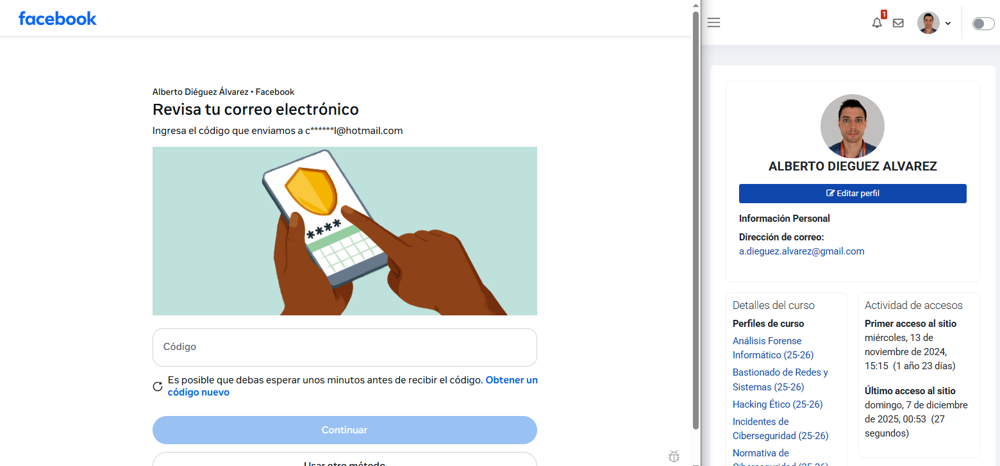 facebook
Alberto Diéguez Álvarez • Facebook
Revisa tu correo electrónico
Ingresa el código que enviamos a c******l@hotmail.com
****
Código
Es posible que debas esperar unos minutos antes de recibir el código. Obtener un
código nuevo
Continuar
Usar otro método
1
ALBERTO DIEGUEZ ALVAREZ
Editar perfil
Información Personal
Dirección de correo:
a.dieguez.alvarez@gmail.com
Detalles del curso
Perfiles de curso
Análisis Forense
Informático (25-26)
Bastionado de Redes y
Sistemas (25-26)
Hacking Ético (25-26)
Incidentes de
Ciberseguridad (25-26)
Normativa de
Ciberseguridad (25-26)
Actividad de accesos
Primer acceso al sitio
miércoles, 13 de
noviembre de 2024,
15:15 (1 año 23 días)
Último acceso al sitio
domingo, 7 de diciembre
de 2025, 00:53 (27
segundos)